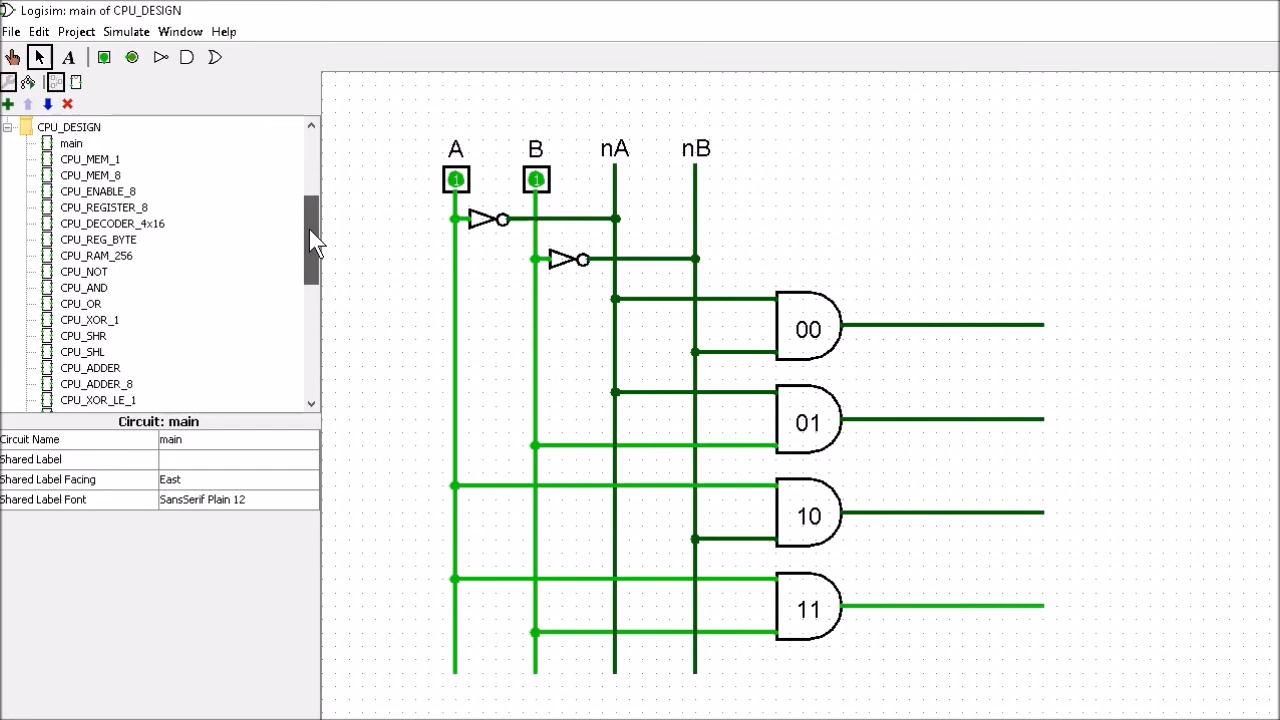 Logisim: main of CPU_DESIGN
File Edit Project Simulate Window Help
A
CPU_DESIGN
main
CPU_MEM_1
CPU_MEM_8
CPU_ENABLE_8
CPU_REGISTER_8
CPU_DECODER_4x16
CPU_REG_BYTE
CPU_RAM_256
CPU_NOT
CPU_AND
CPU_OR
CPU_XOR_1
CPU_SHR
CPU_SHL
CPU_ADDER
CPU_ADDER_8
CPU_XOR_LE_1
Circuit: main
Circuit Name main
Shared Label
Shared Label Facing East
Shared Label Font SansSerif Plain 12
A B nA nB
1 1
00
01
10
11